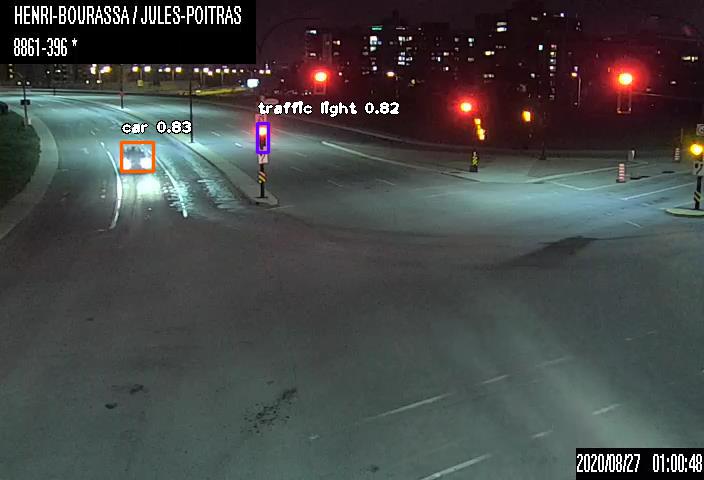 HENRI-BOURASSA / JULES-POITRAS
8861-396 *
traffic light 0.82
car 0.83
2020/08/27 01:00:48